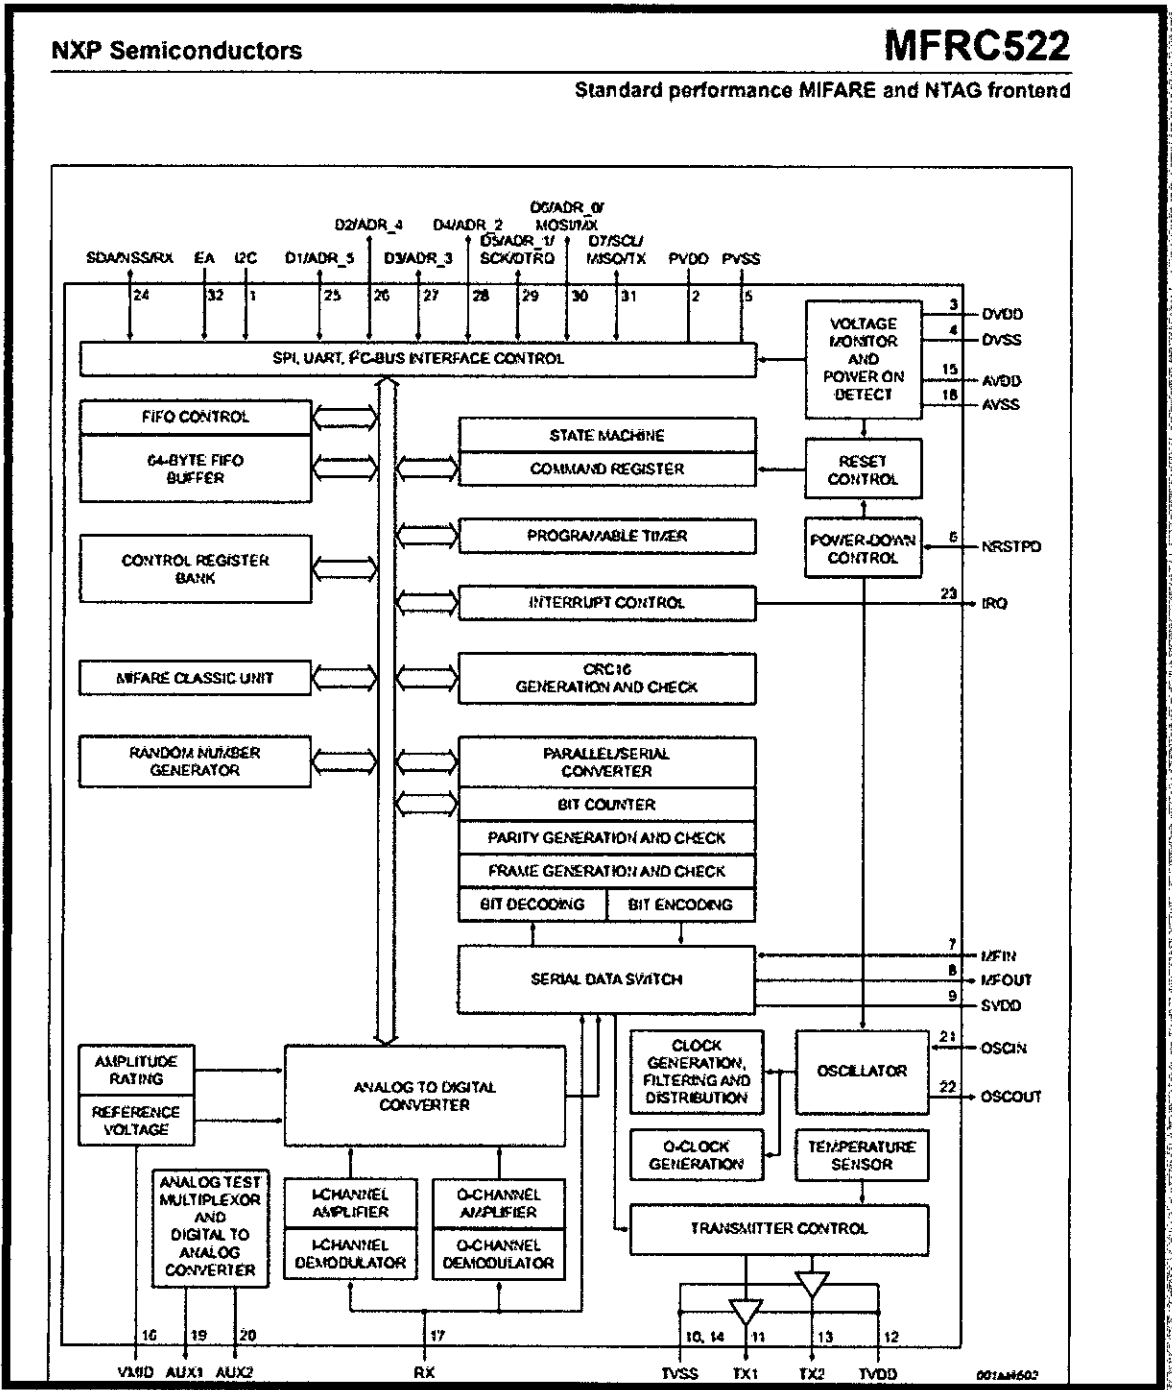 NXP Semiconductors
MFRC522
Standard performance MIFARE and NTAG frontend
D6/ADR_0/
MOSI/MX
D2/ADR_4
D4/ADR_2
D5/ADR_1/
SCK/DTRQ
D7/SCL/
MISO/TX
SDA/NSS/RX
EA
I2C
D1/ADR_5
D3/ADR_3
PVDD
PVSS
24
32
1
25
26
27
28
29
30
31
2
5
VOLTAGE
MONITOR
AND
POWER ON
DETECT
3
DVDD
4
DVSS
15
AVDD
18
AVSS
SPI, UART, I²C-BUS INTERFACE CONTROL
FIFO CONTROL
64-BYTE FIFO
BUFFER
STATE MACHINE
COMMAND REGISTER
RESET
CONTROL
PROGRAMABLE TIMER
POWER-DOWN
CONTROL
6
NRSTPD
CONTROL REGISTER
BANK
INTERRUPT CONTROL
23
IRQ
MIFARE CLASSIC UNIT
CRC16
GENERATION AND CHECK
RANDOM NUMBER
GENERATOR
PARALLEL/SERIAL
CONVERTER
BIT COUNTER
PARITY GENERATION AND CHECK
FRAME GENERATION AND CHECK
BIT DECODING
BIT ENCODING
SERIAL DATA SWITCH
7
MFIN
8
MFOUT
9
SVDD
AMPLITUDE
RATING
REFERENCE
VOLTAGE
ANALOG TO DIGITAL
CONVERTER
CLOCK
GENERATION,
FILTERING AND
DISTRIBUTION
OSCILLATOR
21
OSCIN
22
OSCOUT
Q-CLOCK
GENERATION
TEMPERATURE
SENSOR
ANALOG TEST
MULTIPLEXOR
AND
DIGITAL TO
ANALOG
CONVERTER
I-CHANNEL
AMPLIFIER
I-CHANNEL
DEMODULATOR
Q-CHANNEL
AMPLIFIER
Q-CHANNEL
DEMODULATOR
TRANSMITTER CONTROL
16
19
20
17
10, 14
11
13
12
VMID
AUX1
AUX2
RX
TVSS
TX1
TX2
TVDD
001aak602